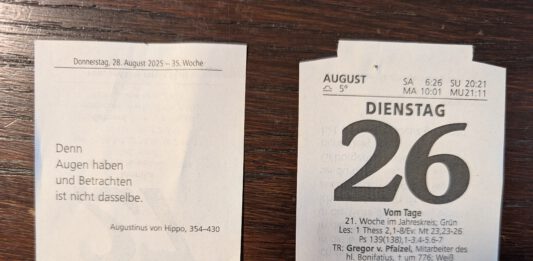 Donnerstag, 28. August 2025 – 35. Woche
Denn
Augen haben
und Betrachten
ist nicht dasselbe.
Augustinus von Hippo, 354–430
AUGUST
5°
SA 6:26 SU 20:21
MA 10:01 MU 21:11
DIENSTAG
26
Vom Tage
21. Woche im Jahreskreis; Grün
Les: 1 Thess 2,1-8/Ev: Mt 23,23-26
Ps 139(138),1-3.4-5.6-7
TR: Gregor v. Pfalzel, Mitarbeiter des
hl. Bonifatius, † um 776; Weiß